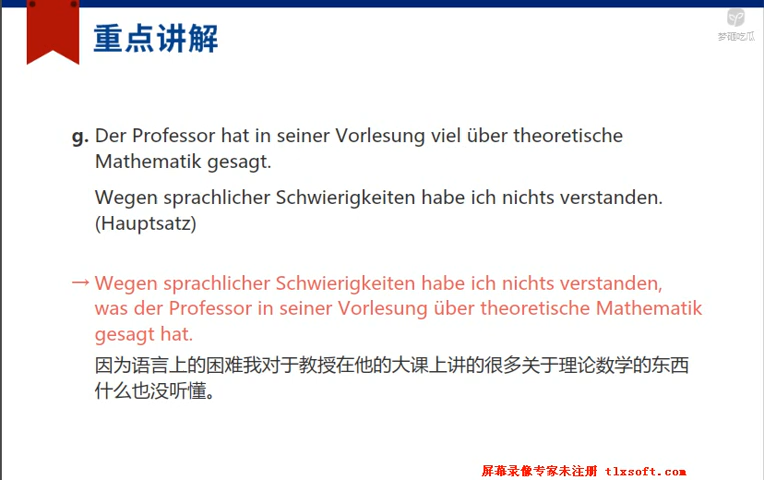 重点讲解
梦砸吃瓜
g. Der Professor hat in seiner Vorlesung viel über theoretische
Mathematik gesagt.
Wegen sprachlicher Schwierigkeiten habe ich nichts verstanden.
(Hauptsatz)
→ Wegen sprachlicher Schwierigkeiten habe ich nichts verstanden,
was der Professor in seiner Vorlesung über theoretische Mathematik
gesagt hat.
因为语言上的困难我对于教授在他的大课上讲的很多关于理论数学的东西
什么也没听懂。
屏幕录像专家未注册 tlxsoft.com